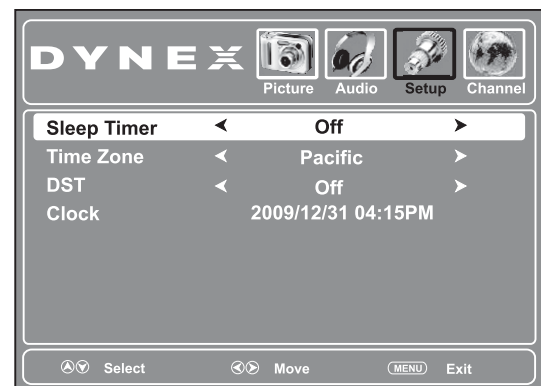 DYNEX
Picture Audio Setup Channel
Sleep Timer Off
Time Zone Pacific
DST Off
Clock 2009/12/31 04:15PM
Select Move MENU Exit